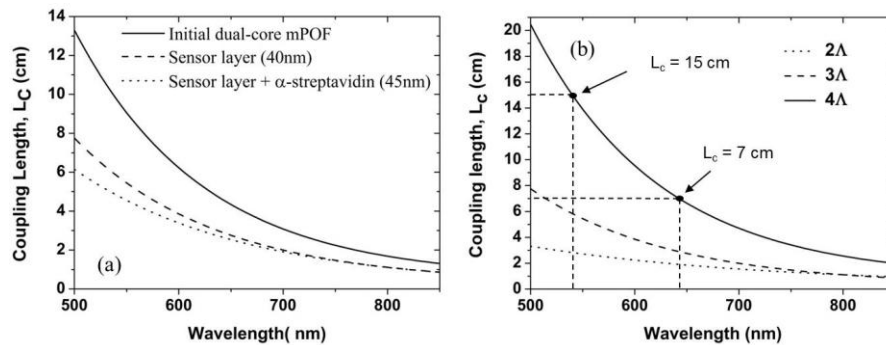 14
12
10
8
6
4
2
0
Coupling Length, L_C (cm)
Initial dual-core mPOF
Sensor layer (40nm)
Sensor layer + α-streptavidin (45nm)
(a)
500 600 700 800
Wavelength( nm)
20
18
16
14
12
10
8
6
4
2
0
Coupling length, L_C (cm)
(b)
L_c = 15 cm
L_c = 7 cm
2Λ
3Λ
4Λ
500 600 700 800
Wavelength (nm)